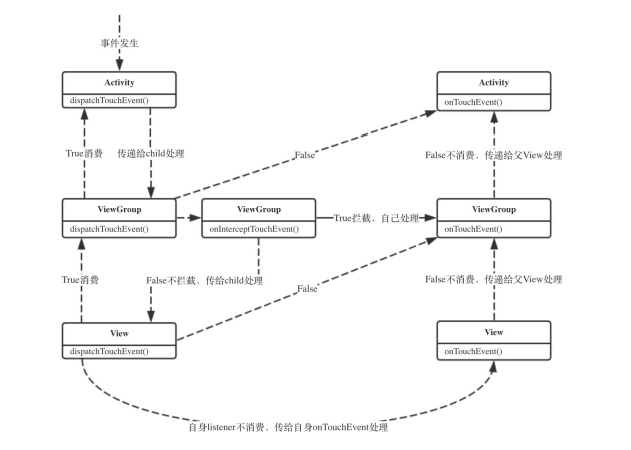 事件发生
Activity
dispatchTouchEvent()
Activity
onTouchEvent()
True消费
传递给child处理
False
False不消费，传递给父View处理
ViewGroup
dispatchTouchEvent()
ViewGroup
onInterceptTouchEvent()
True拦截，自己处理
ViewGroup
onTouchEvent()
True消费
False不拦截，传给child处理
False
False不消费，传递给父View处理
View
dispatchTouchEvent()
View
onTouchEvent()
自身listener不消费，传给自身onTouchEvent处理